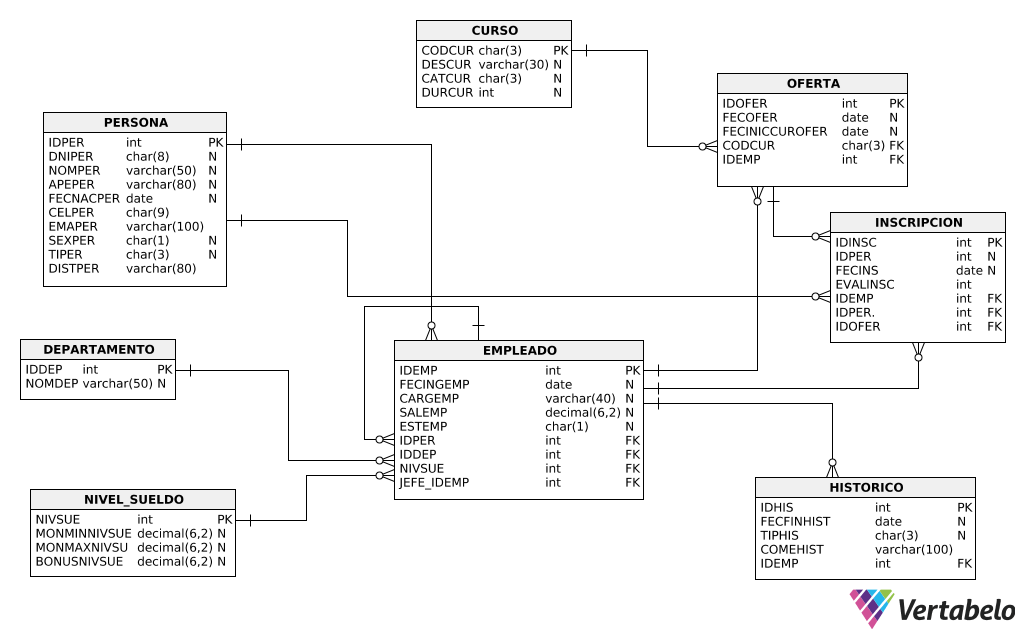 CURSO
CODCUR char(3) PK
DESCUR varchar(30) N
CATCUR char(3) N
DURCUR int N
OFERTA
IDOFER int PK
FECOFER date N
FECINICCUROFER date N
CODCUR char(3) FK
IDEMP int FK
PERSONA
IDPER int PK
DNIPER char(8) N
NOMPER varchar(50) N
APEPER varchar(80) N
FECNACPER date N
CELPER char(9)
EMAPER varchar(100)
SEXPER char(1) N
TIPER char(3) N
DISTPER varchar(80)
INSCRIPCION
IDINSC int PK
IDPER int N
FECINS date N
EVALINSC int
IDEMP int FK
IDPER. int FK
IDOFER int FK
DEPARTAMENTO
IDDEP int PK
NOMDEP varchar(50) N
EMPLEADO
IDEMP int PK
FECINGEMP date N
CARGEMP varchar(40) N
SALEMP decimal(6,2) N
ESTEMP char(1) N
IDPER int FK
IDDEP int FK
NIVSUE int FK
JEFE_IDEMP int FK
NIVEL_SUELDO
NIVSUE int PK
MONMINNIVSUE decimal(6,2) N
MONMAXNIVSU decimal(6,2) N
BONUSNIVSUE decimal(6,2) N
HISTORICO
IDHIS int PK
FECFINHIST date N
TIPHIS char(3) N
COMEHIST varchar(100)
IDEMP int FK
Vertabelo